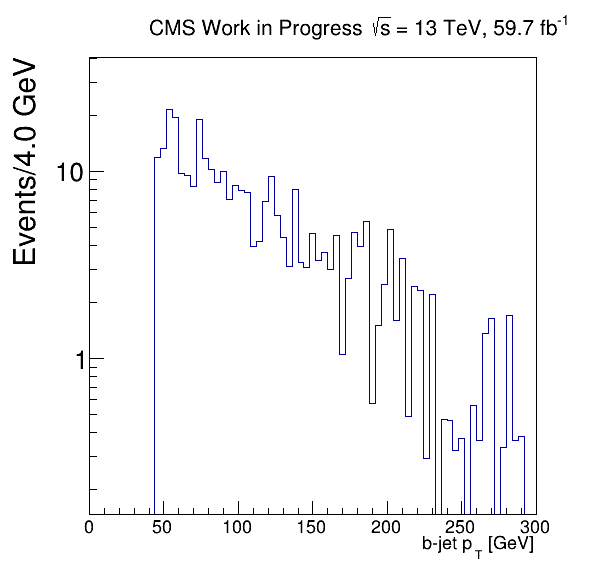 CMS Work in Progress √s = 13 TeV, 59.7 fb⁻¹
Events/4.0 GeV
10
1
0 50 100 150 200 250 300
b-jet p_T [GeV]